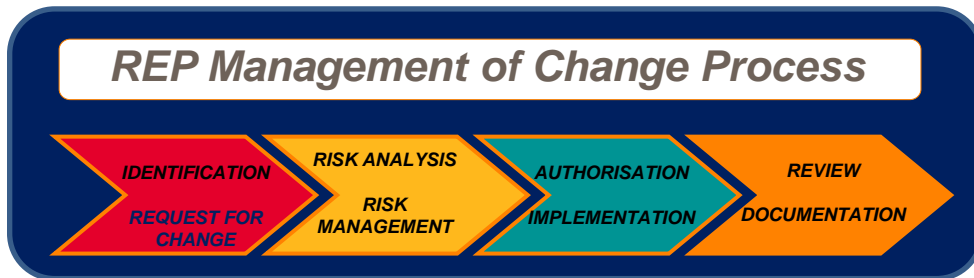 REP Management of Change Process
IDENTIFICATION
REQUEST FOR
CHANGE
RISK ANALYSIS
RISK
MANAGEMENT
AUTHORISATION
IMPLEMENTATION
REVIEW
DOCUMENTATION